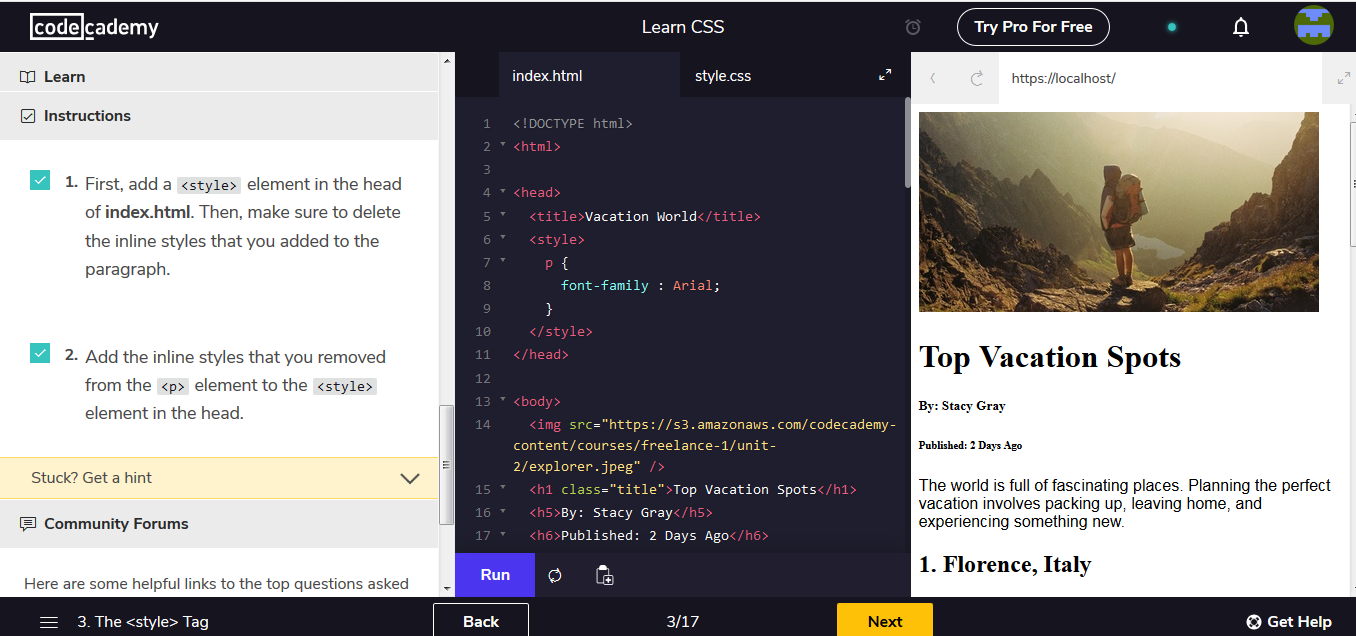 codecademy
Learn CSS
Try Pro For Free
Learn
Instructions
1. First, add a <style> element in the head
of index.html. Then, make sure to delete
the inline styles that you added to the
paragraph.
2. Add the inline styles that you removed
from the <p> element to the <style>
element in the head.
Stuck? Get a hint
Community Forums
Here are some helpful links to the top questions asked
index.html
style.css
1 <!DOCTYPE html>
2 <html>
3
4 <head>
5 <title>Vacation World</title>
6 <style>
7 p {
8 font-family : Arial;
9 }
10 </style>
11 </head>
12
13 <body>
14 <img src="https://s3.amazonaws.com/codecademy-
content/courses/freelance-1/unit-
2/explorer.jpeg" />
15 <h1 class="title">Top Vacation Spots</h1>
16 <h5>By: Stacy Gray</h5>
17 <h6>Published: 2 Days Ago</h6>
Run
https://localhost/
Top Vacation Spots
By: Stacy Gray
Published: 2 Days Ago
The world is full of fascinating places. Planning the perfect
vacation involves packing up, leaving home, and
experiencing something new.
1. Florence, Italy
3. The <style> Tag
Back
3/17
Next
Get Help